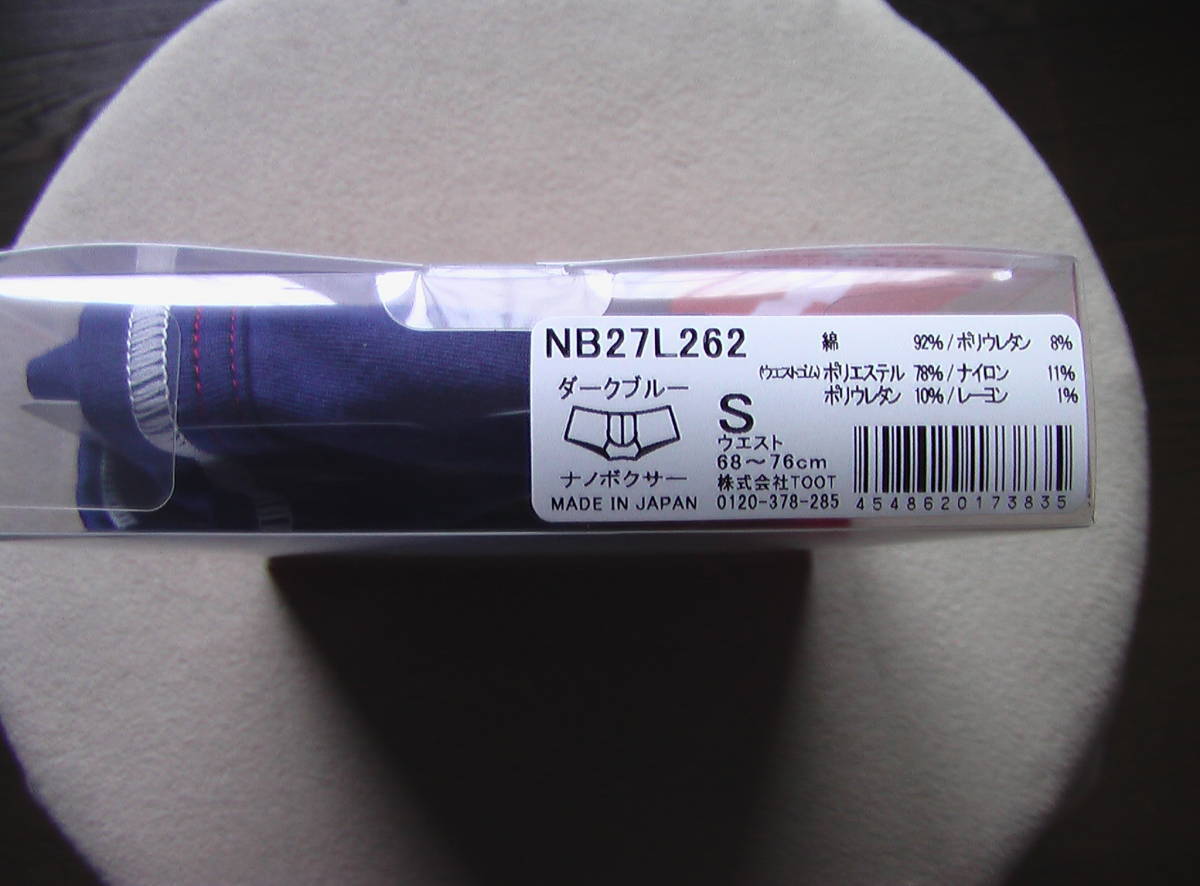 NB27L262
ダークブルー
ナノボクサー
MADE IN JAPAN
綿 92% / ポリウレタン 8%
(ウエストゴム) ポリエステル 78% / ナイロン 11%
ポリウレタン 10% / レーヨン 1%
S
ウエスト
68～76cm
株式会社TOOT
0120-378-285
4548620173835